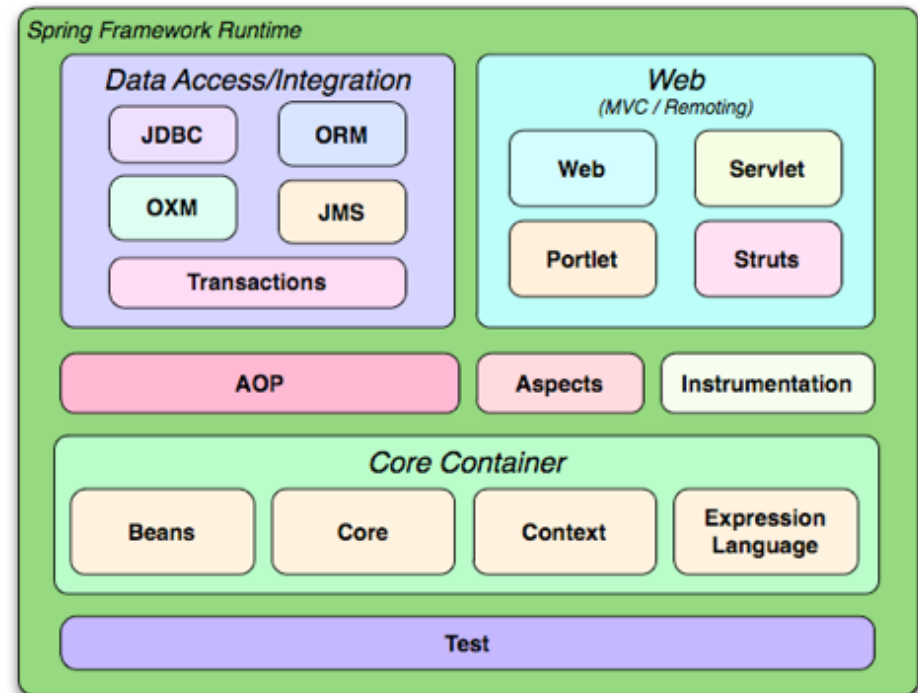 Spring Framework Runtime
Data Access/Integration
JDBC
ORM
OXM
JMS
Transactions
Web
(MVC / Remoting)
Web
Servlet
Portlet
Struts
AOP
Aspects
Instrumentation
Core Container
Beans
Core
Context
Expression
Language
Test